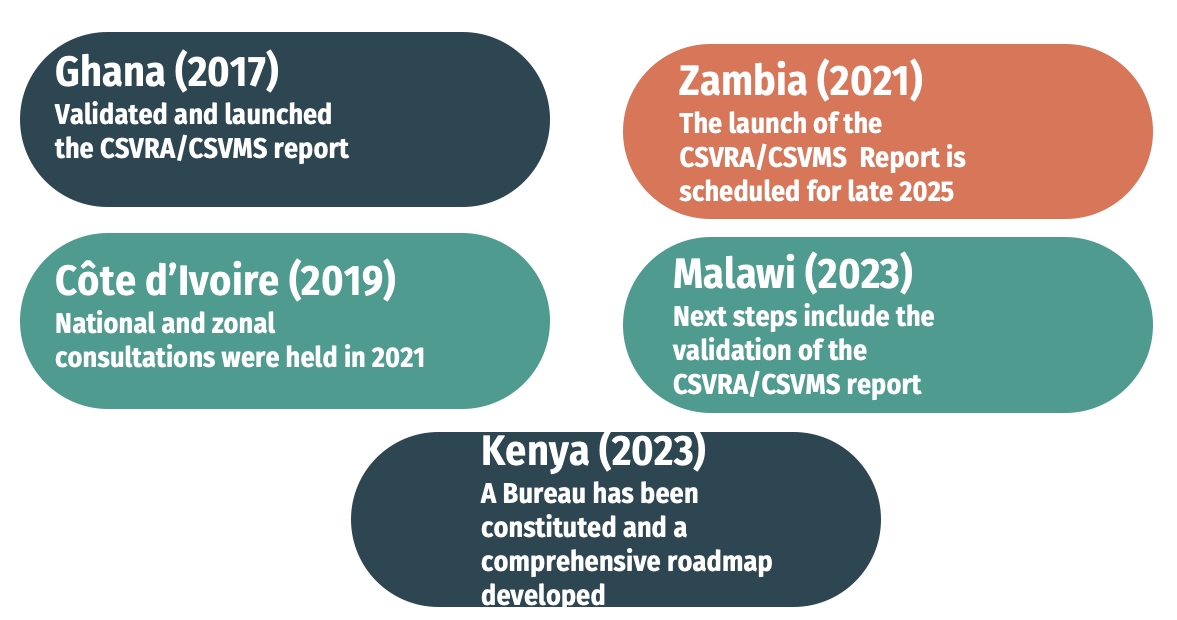 Ghana (2017)
Validated and launched
the CSVRA/CSVMS report
Zambia (2021)
The launch of the
CSVRA/CSVMS  Report is
scheduled for late 2025
Côte d’Ivoire (2019)
National and zonal
consultations were held in 2021
Malawi (2023)
Next steps include the
validation of the
CSVRA/CSVMS report
Kenya (2023)
A Bureau has been
constituted and a
comprehensive roadmap
developed